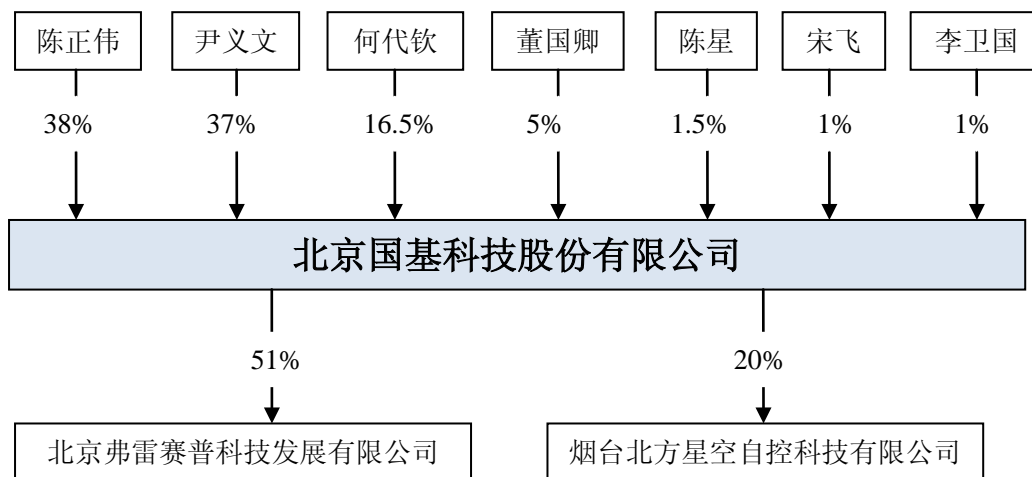 陈正伟 尹义文 何代钦 董国卿 陈星 宋飞 李卫国
38% 37% 16.5% 5% 1.5% 1% 1%
北京国基科技股份有限公司
51% 20%
北京弗雷赛普科技发展有限公司 烟台北方星空自控科技有限公司